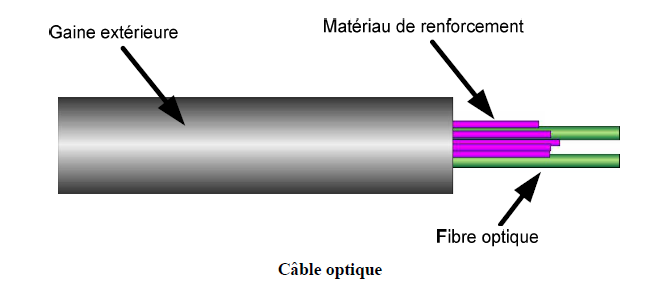 Gaine extérieure
Matériau de renforcement
Fibre optique
Câble optique